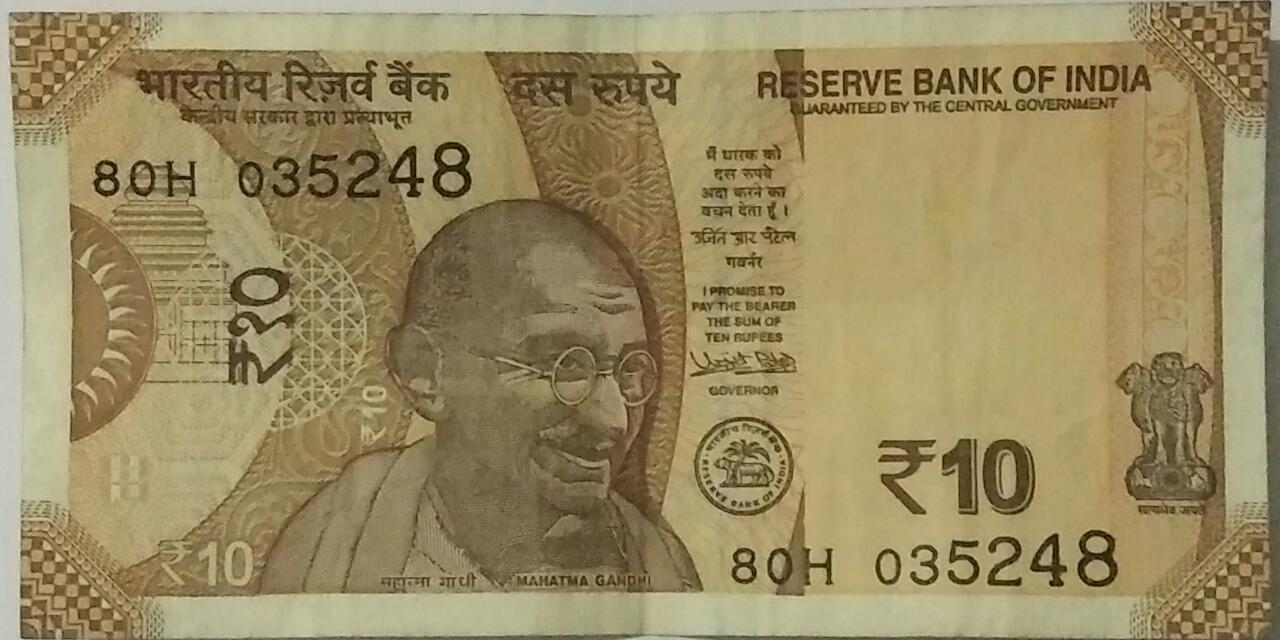 भारतीय रिज़र्व बैंक
केन्द्रीय सरकार द्वारा प्रत्याभूत
दस रुपये
RESERVE BANK OF INDIA
GUARANTEED BY THE CENTRAL GOVERNMENT
80H 035248
मैं धारक को
दस रुपये
अदा करने का
वचन देता हूँ ।
उर्जित आर पटेल
गवर्नर
I PROMISE TO
PAY THE BEARER
THE SUM OF
TEN RUPEES
GOVERNOR
₹१०
₹10
भारतीय रिज़र्व बैंक
RESERVE BANK OF INDIA
₹10
सत्यमेव जयते
₹10
महात्मा गांधी
MAHATMA GANDHI
80H 035248